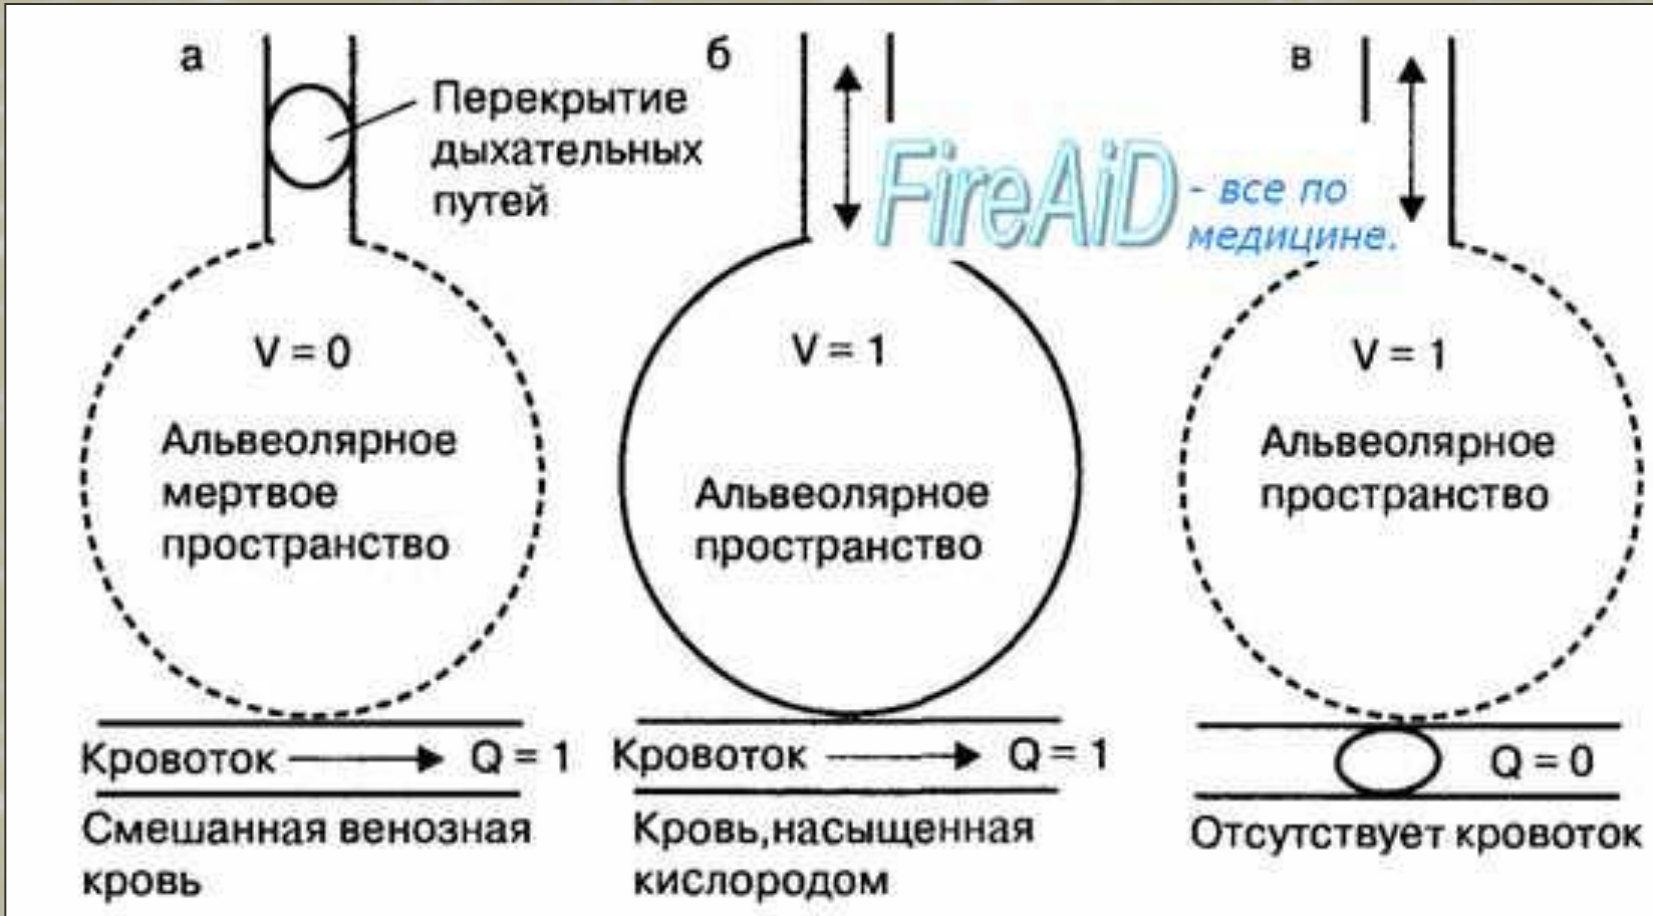 а
Перекрытие
дыхательных
путей
V = 0
Альвеолярное
мертвое
пространство
Кровоток
Q = 1
Смешанная венозная
кровь
б
V = 1
Альвеолярное
пространство
Кровоток
Q = 1
Кровь,насыщенная
кислородом
FireAiD
- все по
медицине.
в
V = 1
Альвеолярное
пространство
Q = 0
Отсутствует кровоток